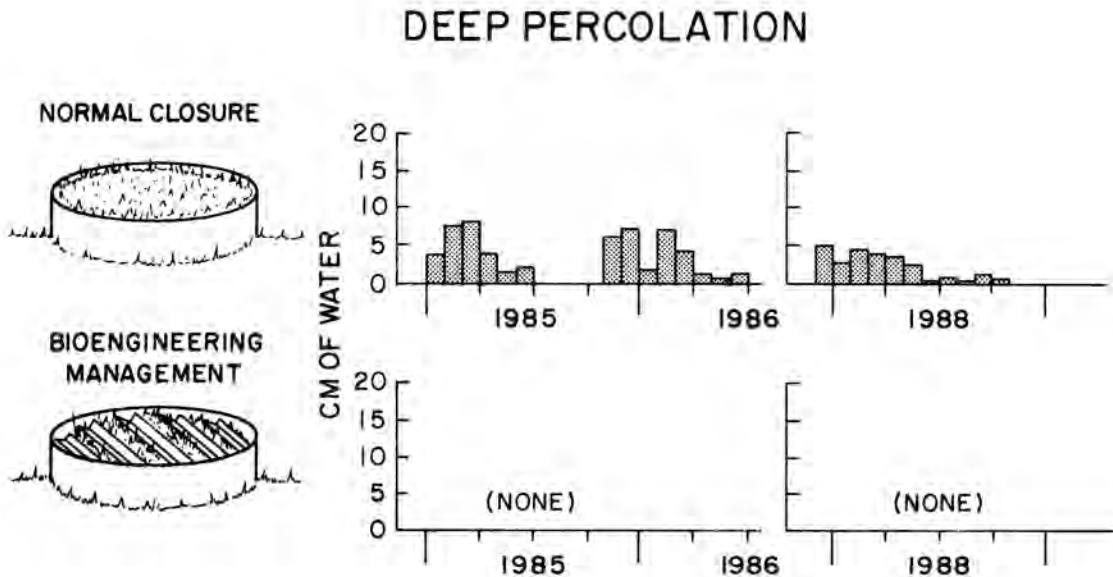 DEEP PERCOLATION
NORMAL CLOSURE
BIOENGINEERING
MANAGEMENT
CM OF WATER
20
15
10
5
0
1985
1986
1988
20
15
10
5
0
(NONE)
(NONE)
1985
1986
1988